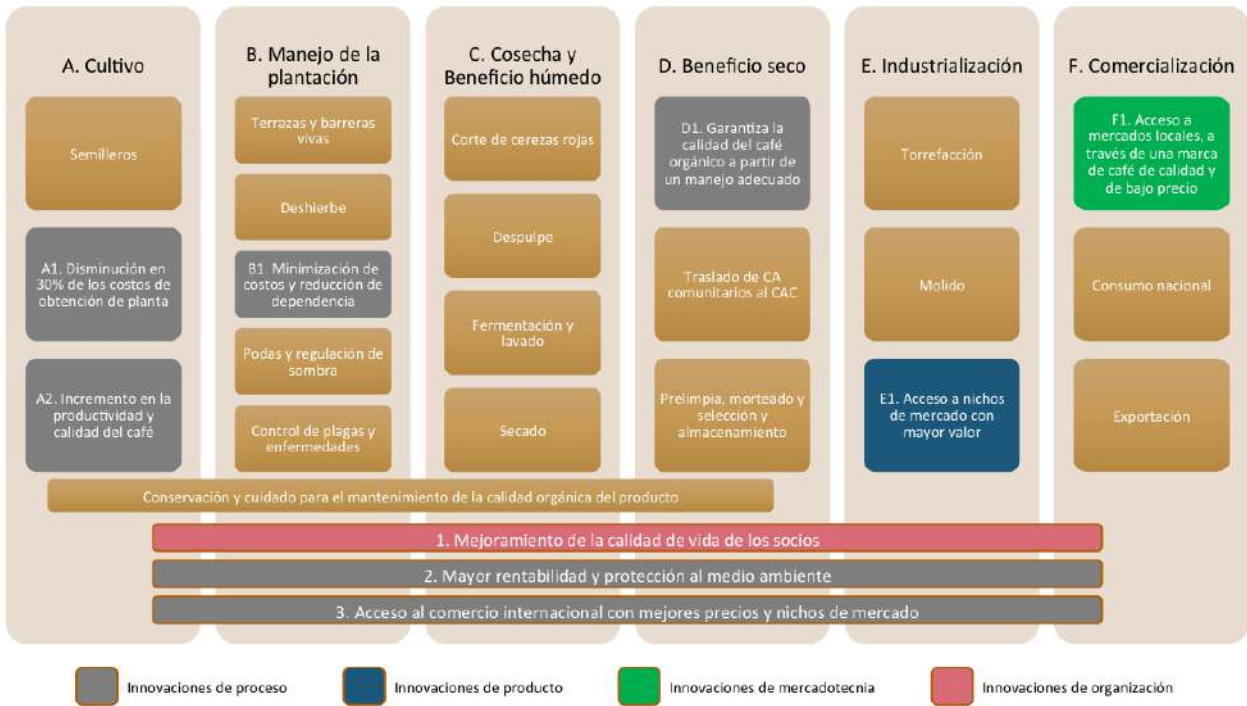 A. Cultivo
Semilleros
A1. Disminución en
30% de los costos de
obtención de planta
A2. Incremento en la
productividad y
calidad del café
B. Manejo de la
plantación
Terrazas y barreras
vivas
Deshierbe
B1. Minimización de
costos y reducción de
dependencia
Podas y regulación de
sombra
Control de plagas y
enfermedades
C. Cosecha y
Beneficio húmedo
Corte de cerezas rojas
Despulpe
Fermentación y
lavado
Secado
D. Beneficio seco
D1. Garantiza la
calidad del café
orgánico a partir de
un manejo adecuado
Traslado de CA
comunitarios al CAC
Prelimpia, morteado y
selección y
almacenamiento
E. Industrialización
Torrefacción
Molido
E1. Acceso a nichos
de mercado con
mayor valor
F. Comercialización
F1. Acceso a
mercados locales, a
través de una marca
de café de calidad y
de bajo precio
Consumo nacional
Exportación
Conservación y cuidado para el mantenimiento de la calidad orgánica del producto
1. Mejoramiento de la calidad de vida de los socios
2. Mayor rentabilidad y protección al medio ambiente
3. Acceso al comercio internacional con mejores precios y nichos de mercado
Innovaciones de proceso
Innovaciones de producto
Innovaciones de mercadotecnia
Innovaciones de organización